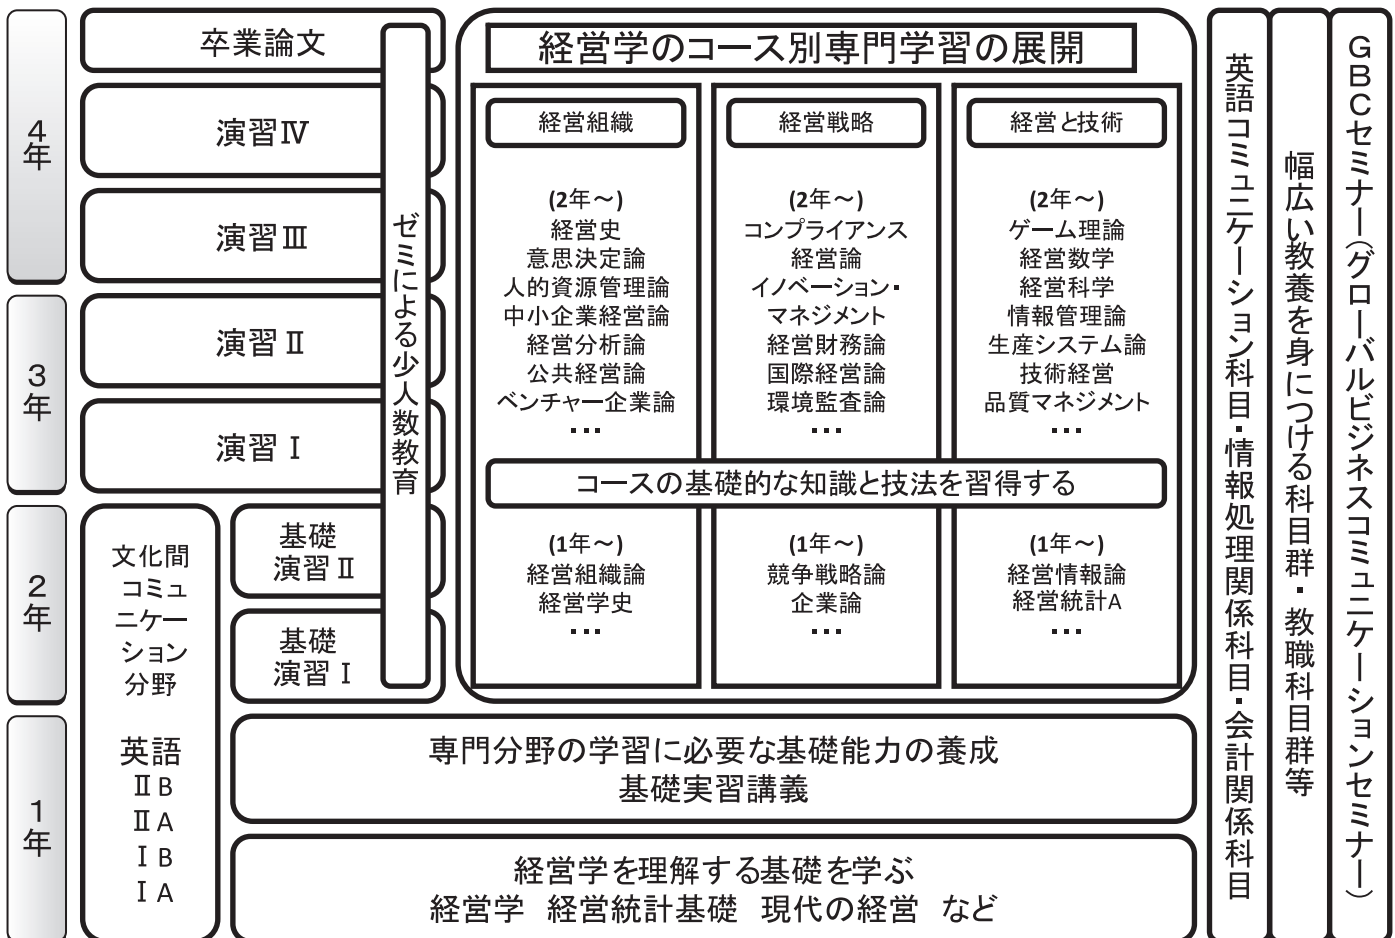 4年
3年
2年
1年
卒業論文
演習Ⅳ
演習Ⅲ
演習Ⅱ
演習Ⅰ
基礎
演習Ⅱ
基礎
演習Ⅰ
ゼミによる少人数教育
文化間
コミュ
ニケー
ション
分野
英語
ⅡB
ⅡA
ⅠB
ⅠA
経営学のコース別専門学習の展開
経営組織
(2年～)
経営史
意思決定論
人的資源管理論
中小企業経営論
経営分析論
公共経営論
ベンチャー企業論
…
経営戦略
(2年～)
コンプライアンス
経営論
イノベーション・
マネジメント
経営財務論
国際経営論
環境監査論
…
経営と技術
(2年～)
ゲーム理論
経営数学
経営科学
情報管理論
生産システム論
技術経営
品質マネジメント
…
コースの基礎的な知識と技法を習得する
(1年～)
経営組織論
経営学史
…
(1年～)
競争戦略論
企業論
…
(1年～)
経営情報論
経営統計A
…
専門分野の学習に必要な基礎能力の養成
基礎実習講義
経営学を理解する基礎を学ぶ
経営学 経営統計基礎 現代の経営 など
英語コミュニケーション科目・情報処理関係科目・会計関係科目
幅広い教養を身につける科目群・教職科目群等
GBCセミナー(グローバルビジネスコミュニケーションセミナー)